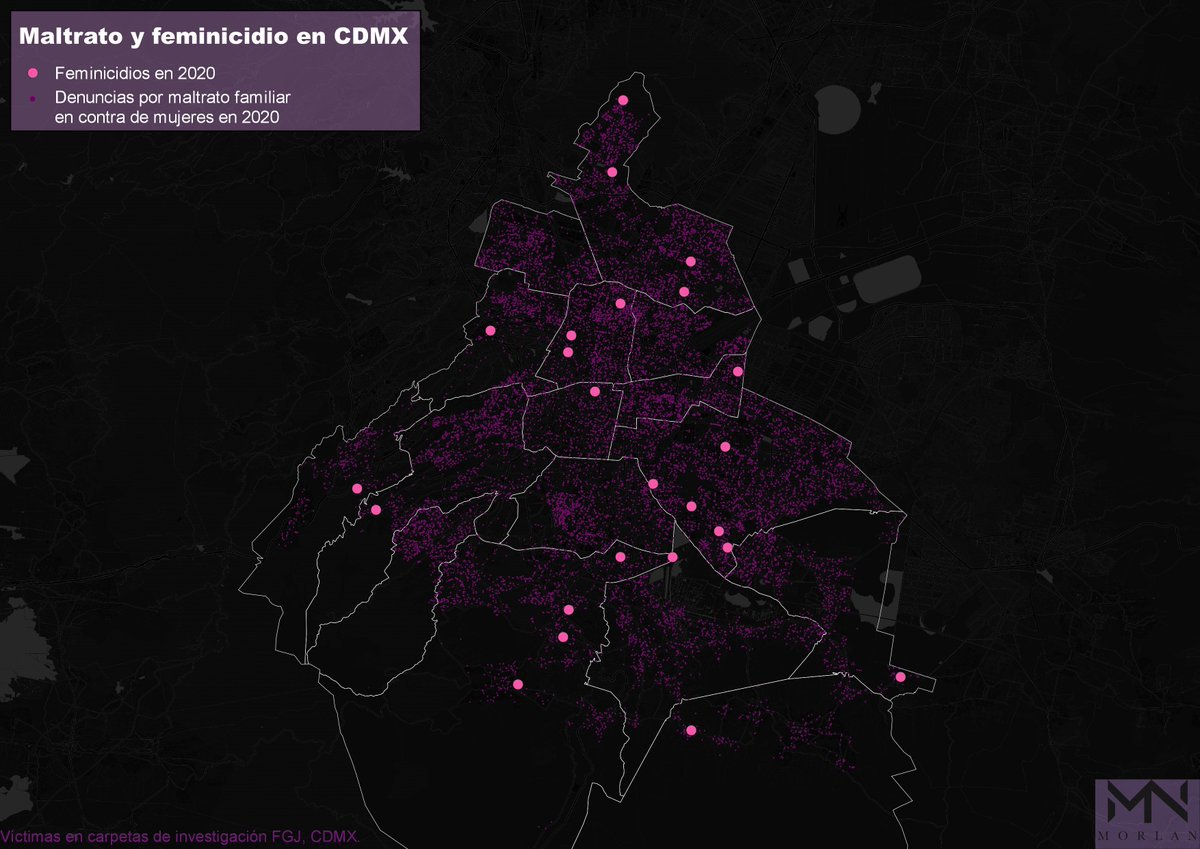 Maltrato y feminicidio en CDMX
Feminicidios en 2020
Denuncias por maltrato familiar
en contra de mujeres en 2020
Víctimas en carpetas de investigación FGJ, CDMX.
MN
MORLAN